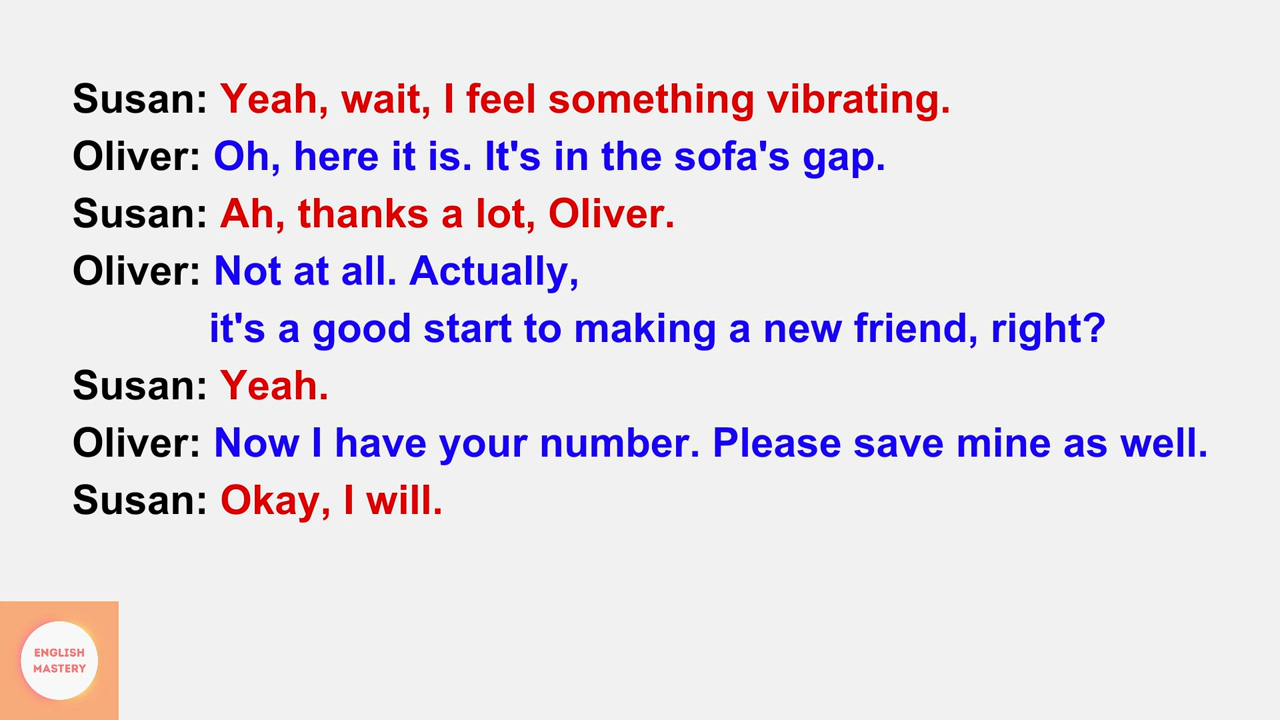 Susan: Yeah, wait, I feel something vibrating.
Oliver: Oh, here it is. It's in the sofa's gap.
Susan: Ah, thanks a lot, Oliver.
Oliver: Not at all. Actually,
it's a good start to making a new friend, right?
Susan: Yeah.
Oliver: Now I have your number. Please save mine as well.
Susan: Okay, I will.
ENGLISH
MASTERY